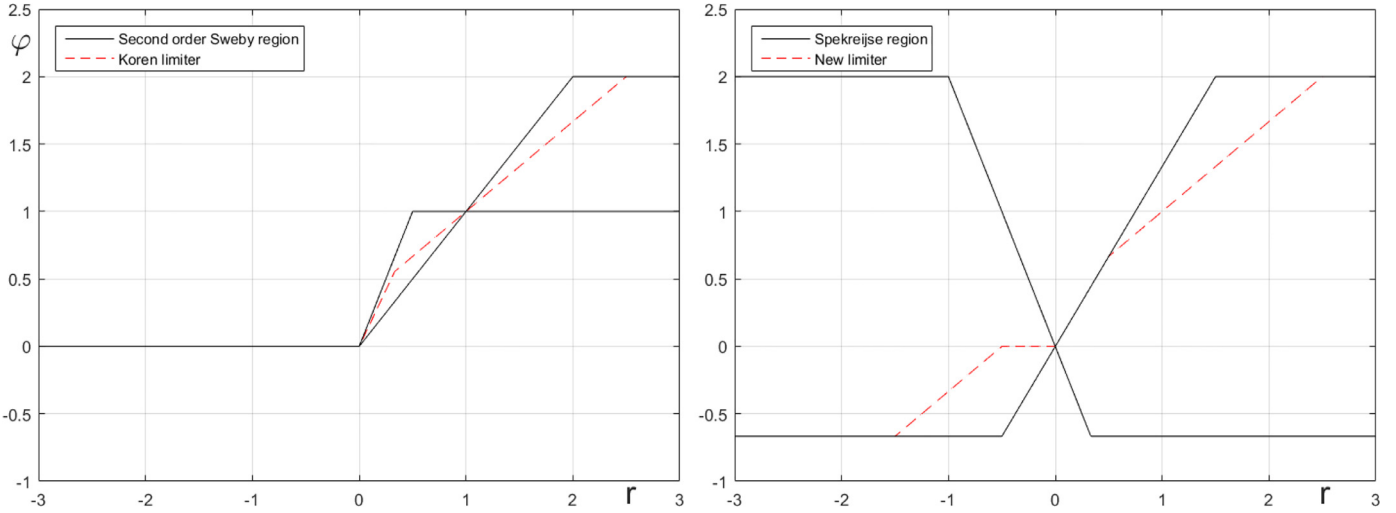 2.5
φ
Second order Sweby region
Koren limiter
2
1.5
1
0.5
0
-0.5
-1
-3 -2 -1 0 1 2 r 3
2.5
Spekreijse region
New limiter
2
1.5
1
0.5
0
-0.5
-1
-3 -2 -1 0 1 2 r 3